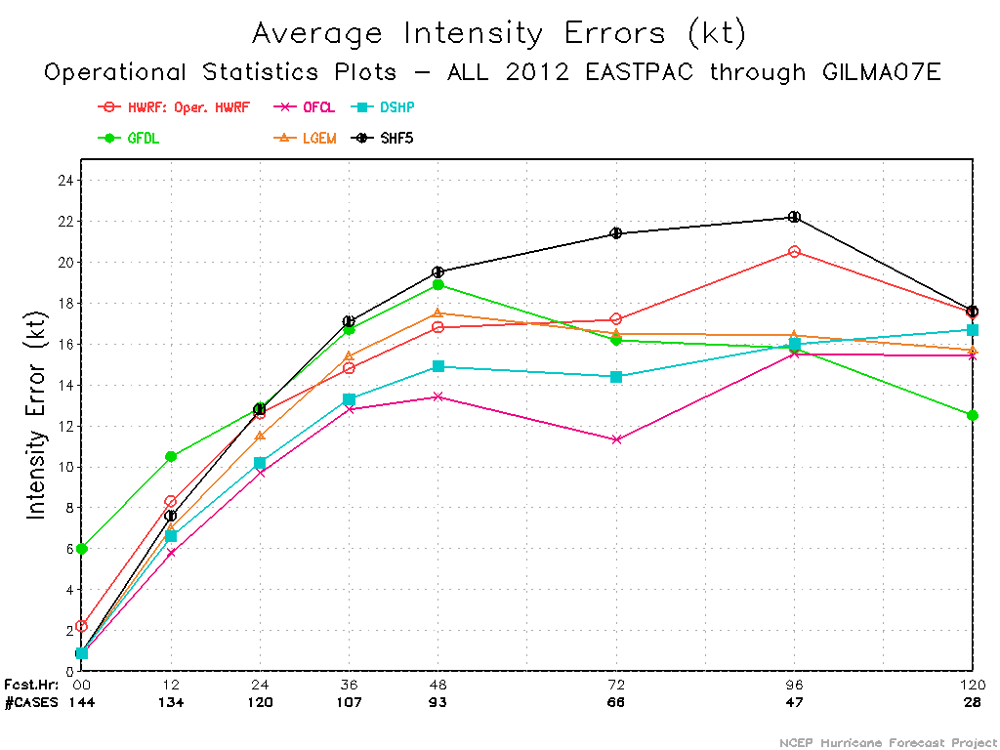 Average Intensity Errors (kt)
Operational Statistics Plots – ALL 2012 EASTPAC through GILMA07E
HWRF: Oper. HWRF OFCL DSHP
GFDL LGEM SHF5
24
22
20
18
16
14
12
10
8
6
4
2
0
Intensity Error (kt)
Fcst.Hr: 00 12 24 36 48 72 96 120
#CASES 144 134 120 107 93 66 47 28
NCEP Hurricane Forecast Project